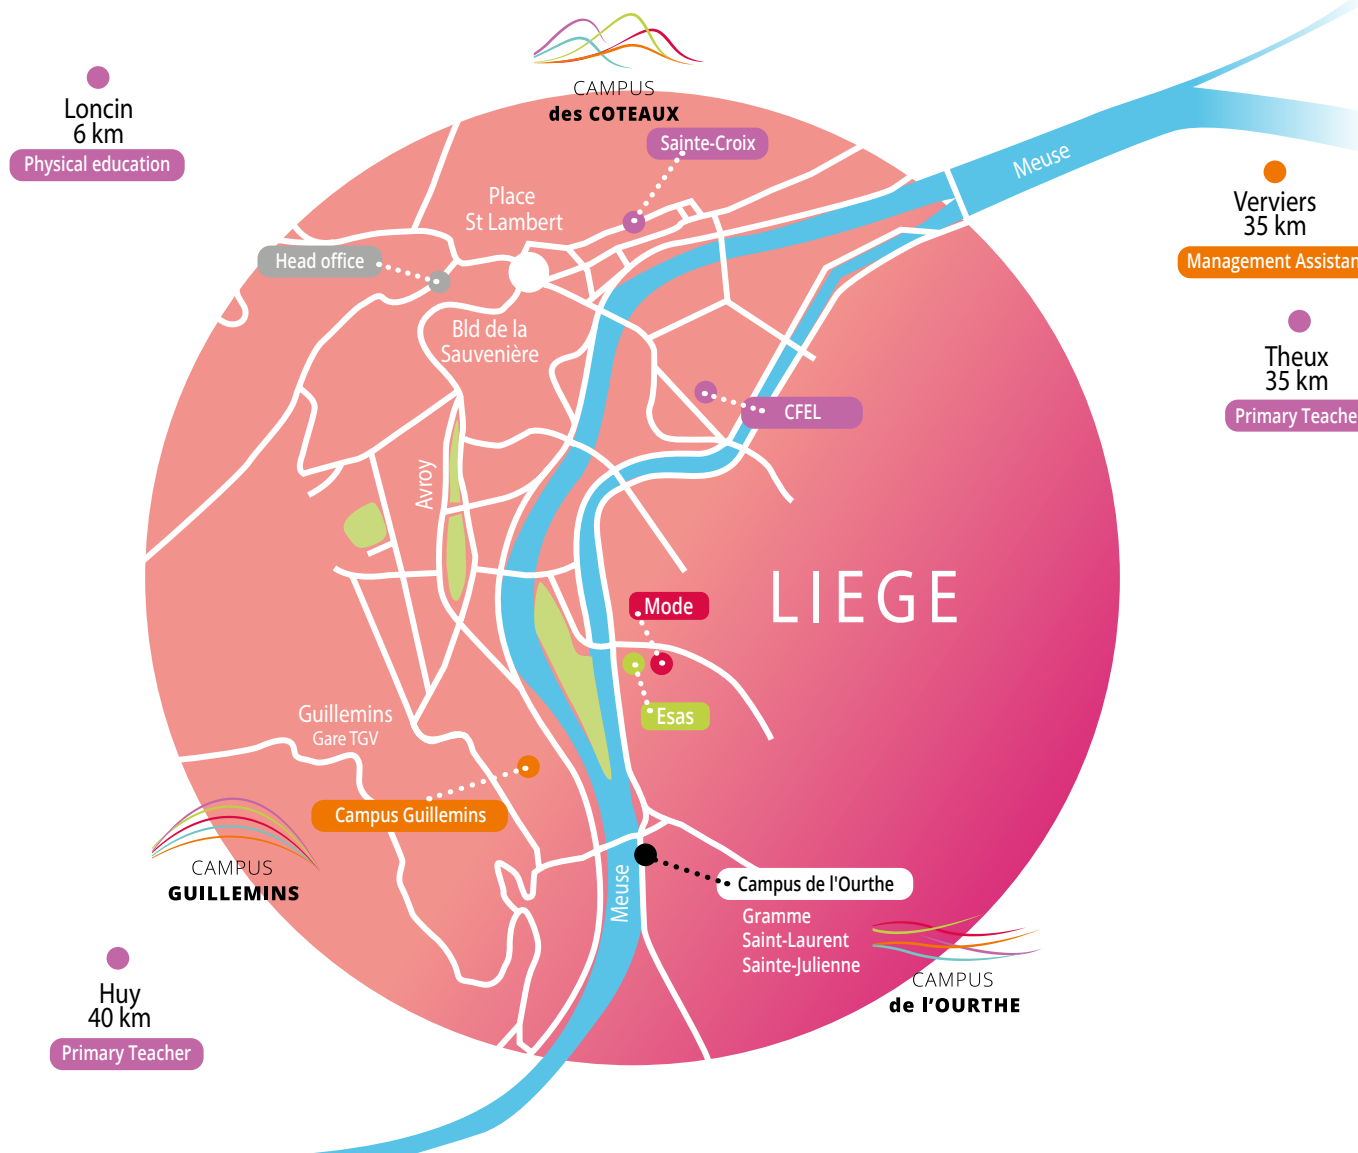 CAMPUS
des COTEAUX
Loncin
6 km
Physical education
Sainte-Croix
Meuse
Place
St Lambert
Verviers
35 km
Management Assistan
Head office
Bld de la
Sauvenière
Theux
35 km
Primary Teache
CFEL
Avroy
LIEGE
Mode
Esas
Guillemins
Gare TGV
Campus Guillemins
CAMPUS
GUILLEMINS
Meuse
Campus de l'Ourthe
Gramme
Saint-Laurent
Sainte-Julienne
CAMPUS
de l'OURTHE
Huy
40 km
Primary Teacher